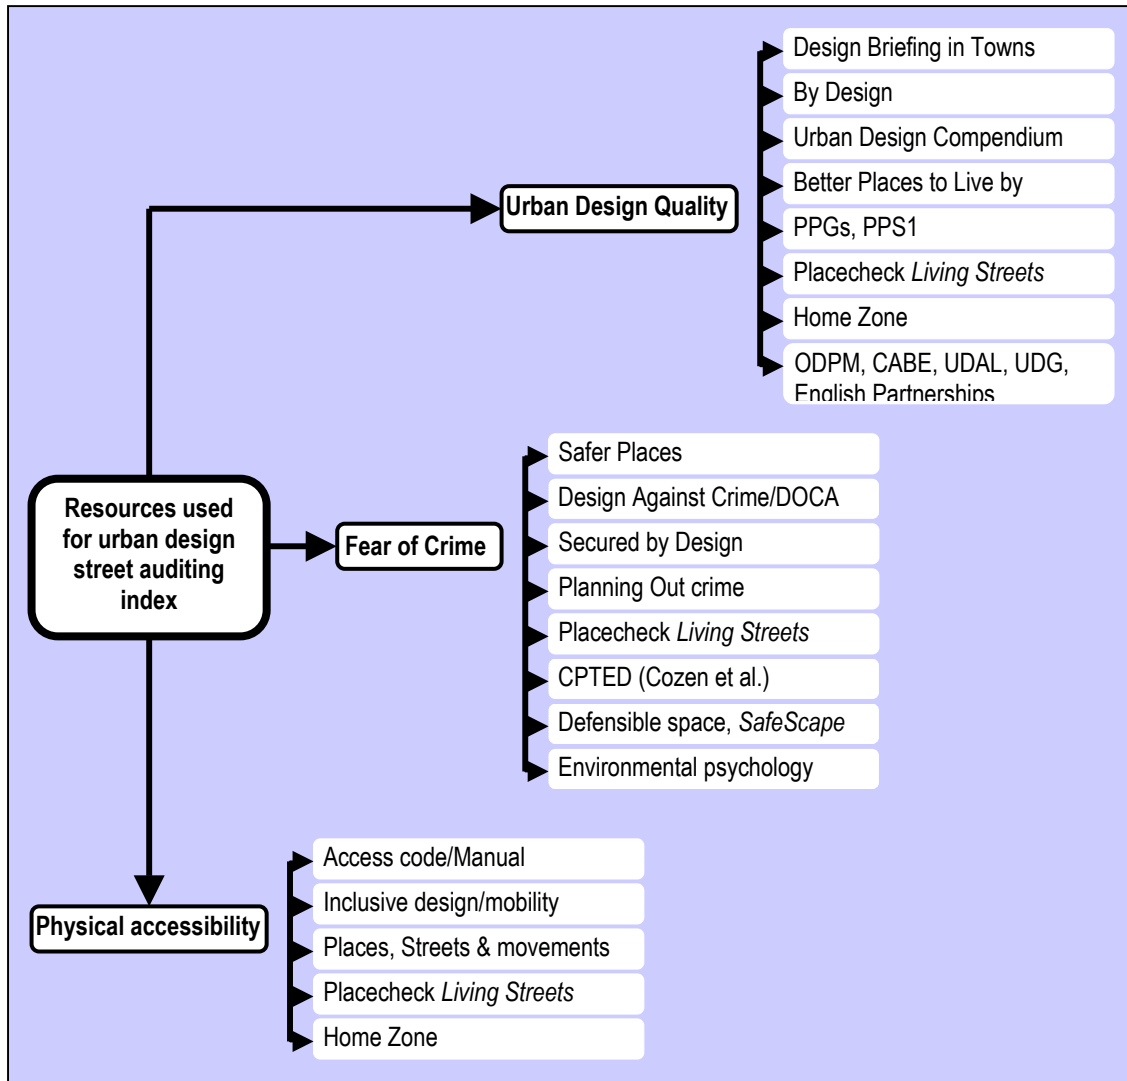 Design Briefing in Towns
By Design
Urban Design Compendium
Better Places to Live by
Urban Design Quality
PPGs, PPS1
Placecheck Living Streets
Home Zone
ODPM, CABE, UDAL, UDG,
English Partnerships
Safer Places
Design Against Crime/DOCA
Resources used
for urban design
street auditing
index
Fear of Crime
Secured by Design
Planning Out crime
Placecheck Living Streets
CPTED (Cozen et al.)
Defensible space, SafeScape
Environmental psychology
Access code/Manual
Inclusive design/mobility
Physical accessibility
Places, Streets & movements
Placecheck Living Streets
Home Zone